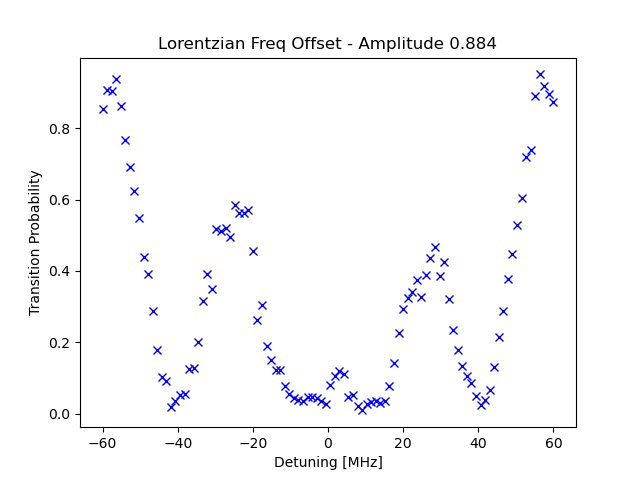 Lorentzian Freq Offset - Amplitude 0.884
Transition Probability
0.8
0.6
0.4
0.2
0.0
−60 −40 −20 0 20 40 60
Detuning [MHz]